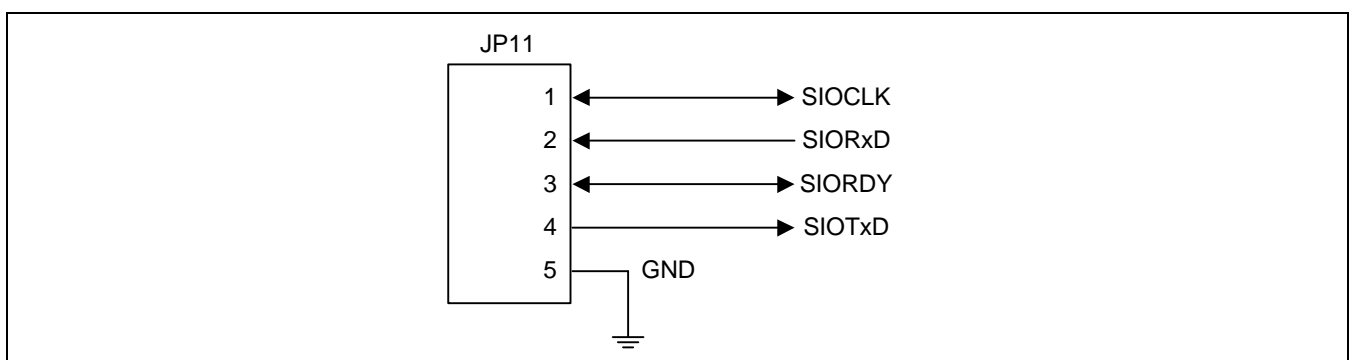 JP11
1 SIOCLK
2 SIORxD
3 SIORDY
4 SIOTxD
5 GND